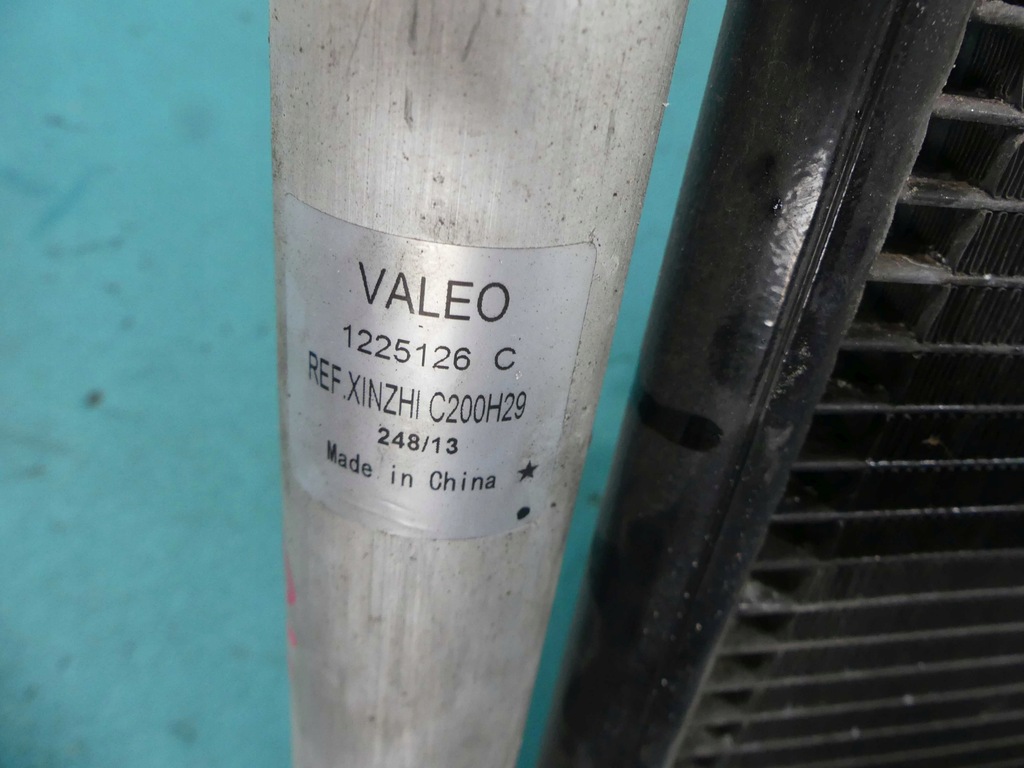 VALEO
1225126 C
REF.XINZHI C200H29
248/13
Made in China ★